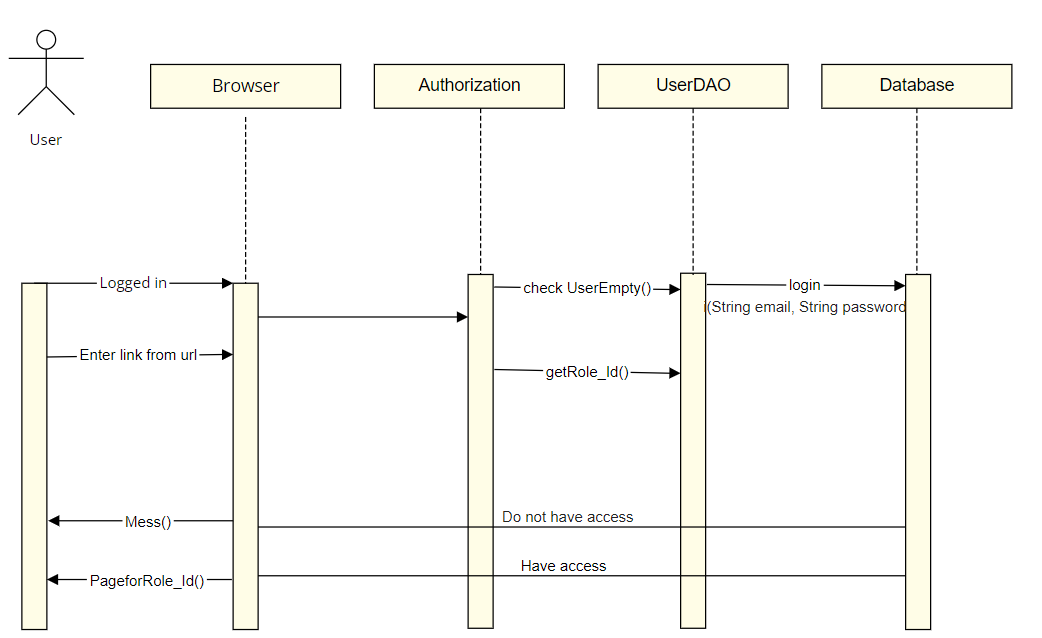 User
Browser
Authorization
UserDAO
Database
Logged in
check UserEmpty()
login
i(String email, String password
Enter link from url
getRole_Id()
Do not have access
Mess()
Have access
PageforRole_Id()